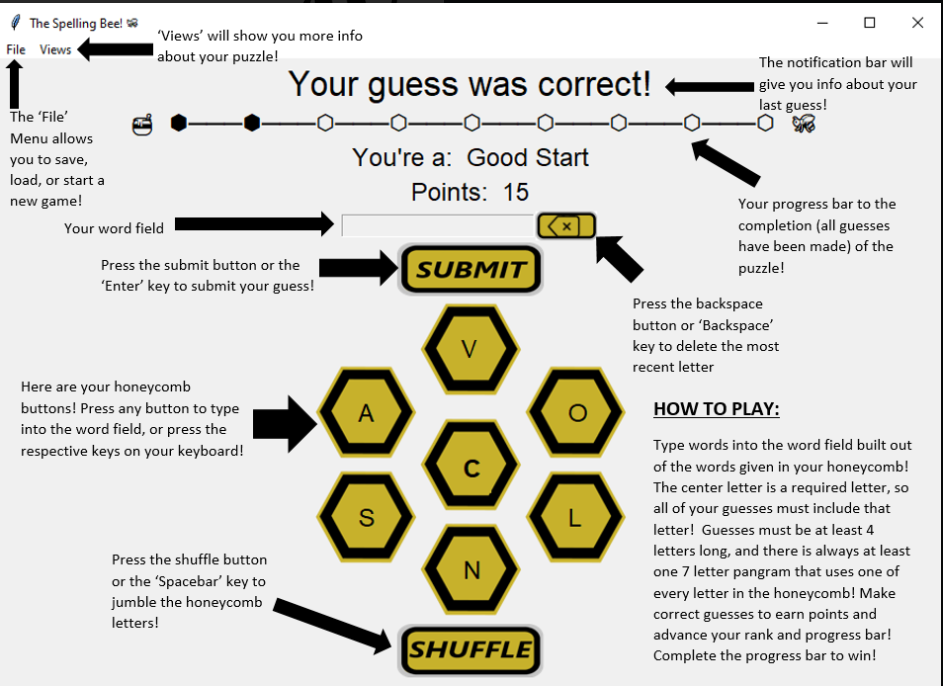 The Spelling Bee!
File Views
‘Views’ will show you more info
about your puzzle!
Your guess was correct!
The notification bar will
give you info about your
last guess!
The ‘File’
Menu allows
you to save,
load, or start a
new game!
You're a: Good Start
Points: 15
Your progress bar to the
completion (all guesses
have been made) of the
puzzle!
Your word field
×
Press the submit button or the
‘Enter’ key to submit your guess!
SUBMIT
Press the backspace
button or ‘Backspace’
key to delete the most
recent letter
V
A
O
C
S
L
N
Here are your honeycomb
buttons! Press any button to type
into the word field, or press the
respective keys on your keyboard!
HOW TO PLAY:
Type words into the word field built out
of the words given in your honeycomb!
The center letter is a required letter, so
all of your guesses must include that
letter! Guesses must be at least 4
letters long, and there is always at least
one 7 letter pangram that uses one of
every letter in the honeycomb! Make
correct guesses to earn points and
advance your rank and progress bar!
Complete the progress bar to win!
Press the shuffle button
or the ‘Spacebar’ key to
jumble the honeycomb
letters!
SHUFFLE